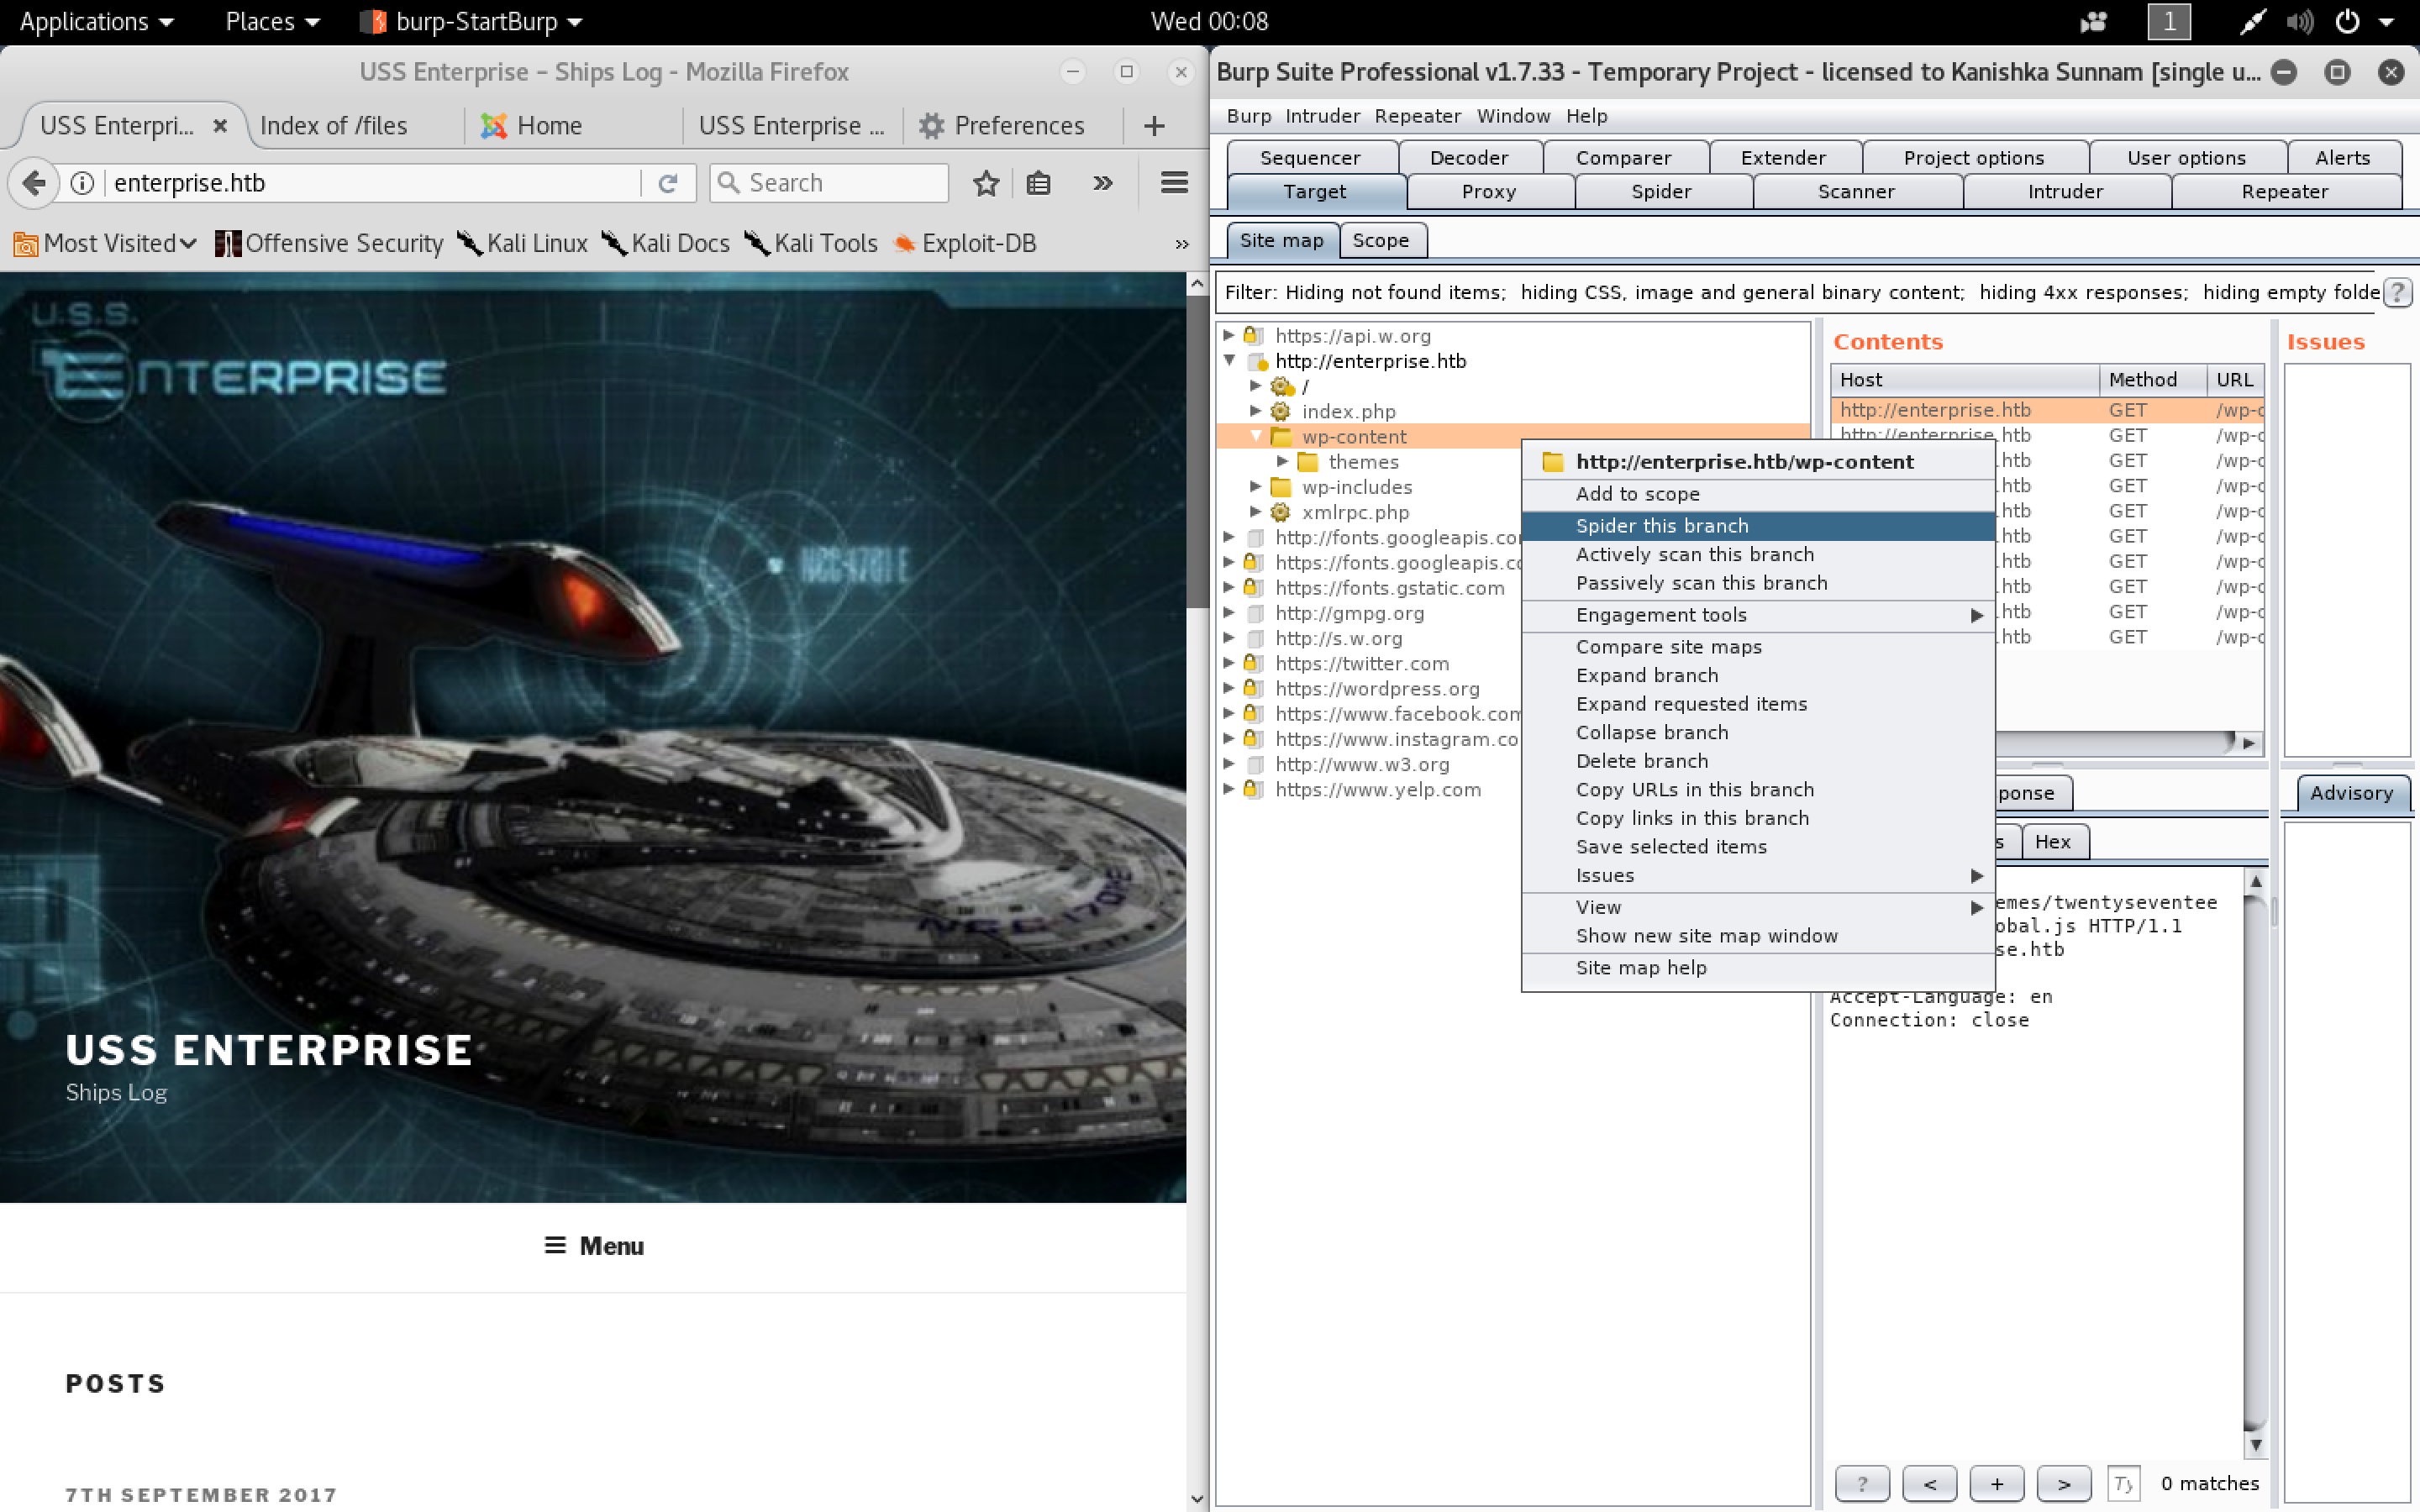 Applications Places burp-StartBurp Wed 00:08 1
USS Enterprise – Ships Log - Mozilla Firefox
USS Enterpri... Index of /files Home USS Enterprise ... Preferences
enterprise.htb Search
Most Visited Offensive Security Kali Linux Kali Docs Kali Tools Exploit-DB »
U.S.S.
ENTERPRISE
NCC-1701 E
USS ENTERPRISE
Ships Log
Menu
POSTS
7TH SEPTEMBER 2017
Burp Suite Professional v1.7.33 - Temporary Project - licensed to Kanishka Sunnam [single u...
Burp Intruder Repeater Window Help
Sequencer Decoder Comparer Extender Project options User options Alerts
Target Proxy Spider Scanner Intruder Repeater
Site map Scope
Filter: Hiding not found items; hiding CSS, image and general binary content; hiding 4xx responses; hiding empty folde ?
https://api.w.org
http://enterprise.htb
/
index.php
wp-content
themes
wp-includes
xmlrpc.php
http://fonts.googleapis.co
https://fonts.googleapis.c
https://fonts.gstatic.com
http://gmpg.org
http://s.w.org
https://twitter.com
https://wordpress.org
https://www.facebook.com
https://www.instagram.co
http://www.w3.org
https://www.yelp.com
http://enterprise.htb/wp-content
Add to scope
Spider this branch
Actively scan this branch
Passively scan this branch
Engagement tools
Compare site maps
Expand branch
Expand requested items
Collapse branch
Delete branch
Copy URLs in this branch
Copy links in this branch
Save selected items
Issues
View
Show new site map window
Site map help
Contents
Host Method URL
http://enterprise.htb GET /wp-c
http://enterprise.htb GET /wp-c
.htb GET /wp-c
.htb GET /wp-c
.htb GET /wp-c
.htb GET /wp-c
.htb GET /wp-c
.htb GET /wp-c
.htb GET /wp-c
.htb GET /wp-c
ponse
s Hex
emes/twentyseventee
obal.js HTTP/1.1
se.htb
Accept-Language: en
Connection: close
? < + > Ty 0 matches
Issues
Advisory